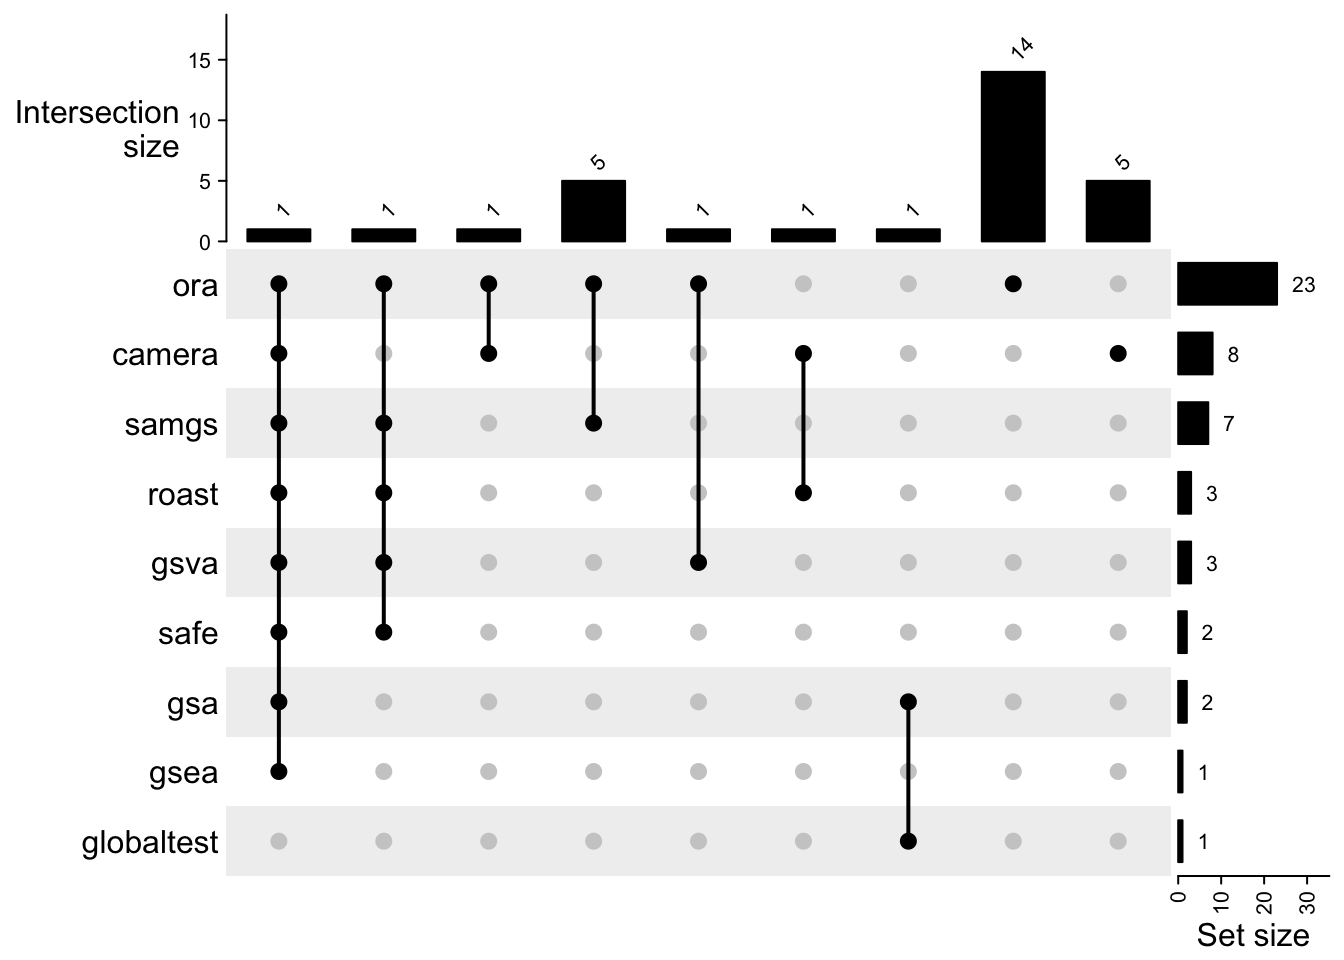 Intersection
size
15
10
5
0
1 1 1 5 1 1 1 14 5
ora 23
camera 8
samgs 7
roast 3
gsva 3
safe 2
gsa 2
gsea 1
globaltest 1
0 10 20 30
Set size